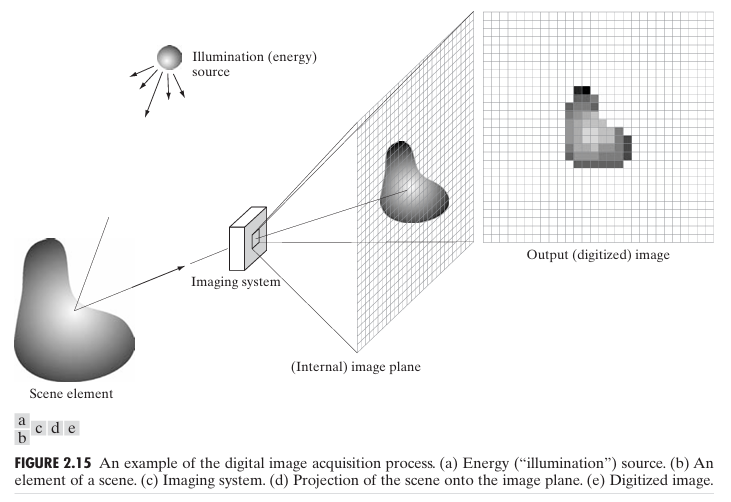 Illumination (energy)
source
Output (digitized) image
Imaging system
(Internal) image plane
Scene element
a
b
c d e
FIGURE 2.15 An example of the digital image acquisition process. (a) Energy (“illumination”) source. (b) An
element of a scene. (c) Imaging system. (d) Projection of the scene onto the image plane. (e) Digitized image.